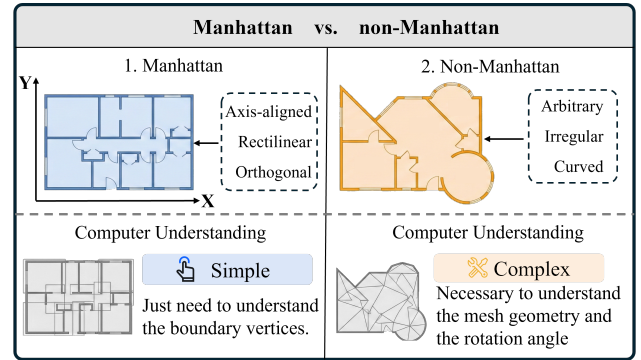 Manhattan vs. non-Manhattan
1. Manhattan
Y
X
Axis-aligned
Rectilinear
Orthogonal
2. Non-Manhattan
Arbitrary
Irregular
Curved
Computer Understanding
Simple
Just need to understand
the boundary vertices.
Computer Understanding
Complex
Necessary to understand
the mesh geometry and
the rotation angle